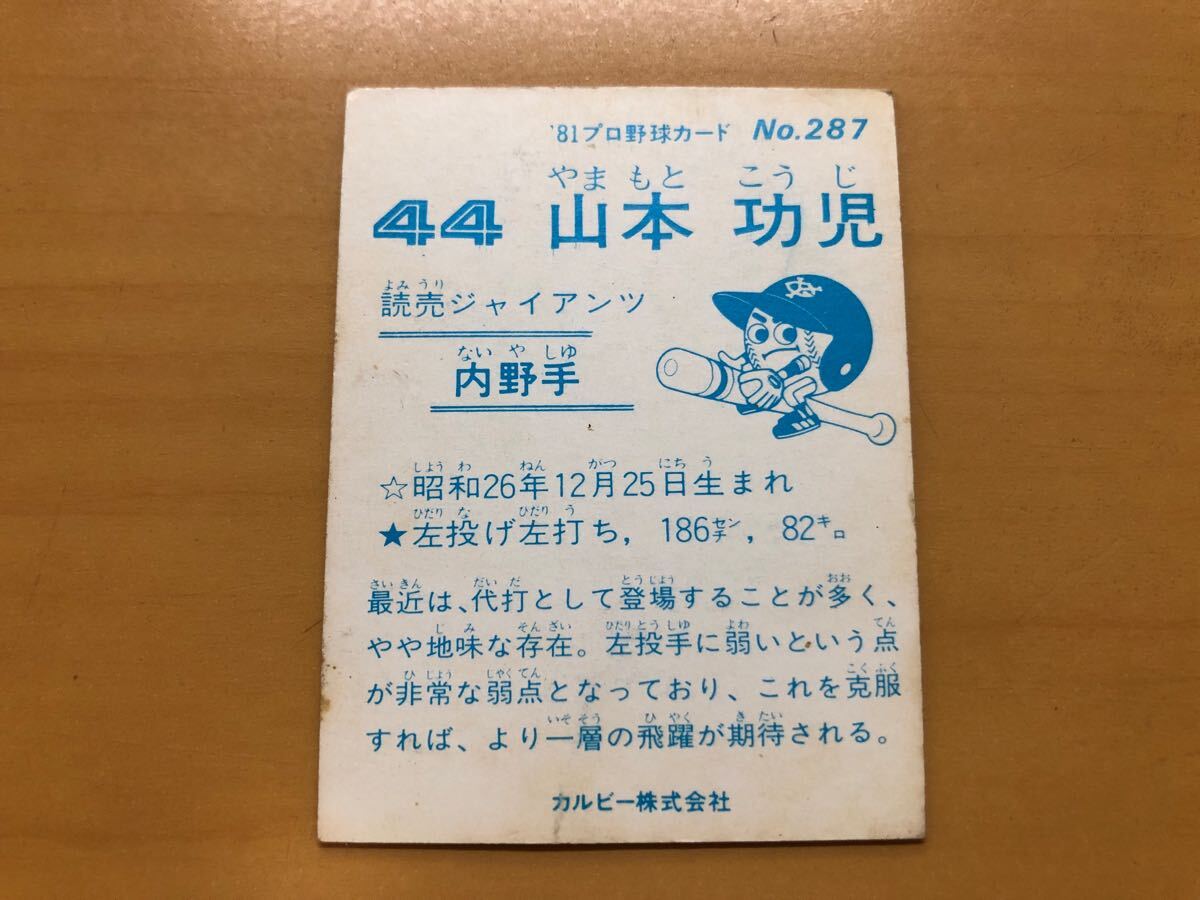 '81プロ野球カード No.287
やま もと こう じ
44 山本 功児
よみ うり
読売ジャイアンツ
ない や しゆ
内野手
しよう わ ねん がつ にち う
☆昭和26年12月25日生まれ
ひだり な ひだり う
★左投げ左打ち, 186センチ, 82キロ
さい きん だい だ とう じよう おお
最近は、代打として登場することが多く、
じ み そん ざい ひだり とう しゆ よわ てん
やや地味な存在。左投手に弱いという点
ひ じよう じやく てん こく ふく
が非常な弱点となっており、これを克服
いそ そう ひ やく き たい
すれば、より一層の飛躍が期待される。
カルビー株式会社